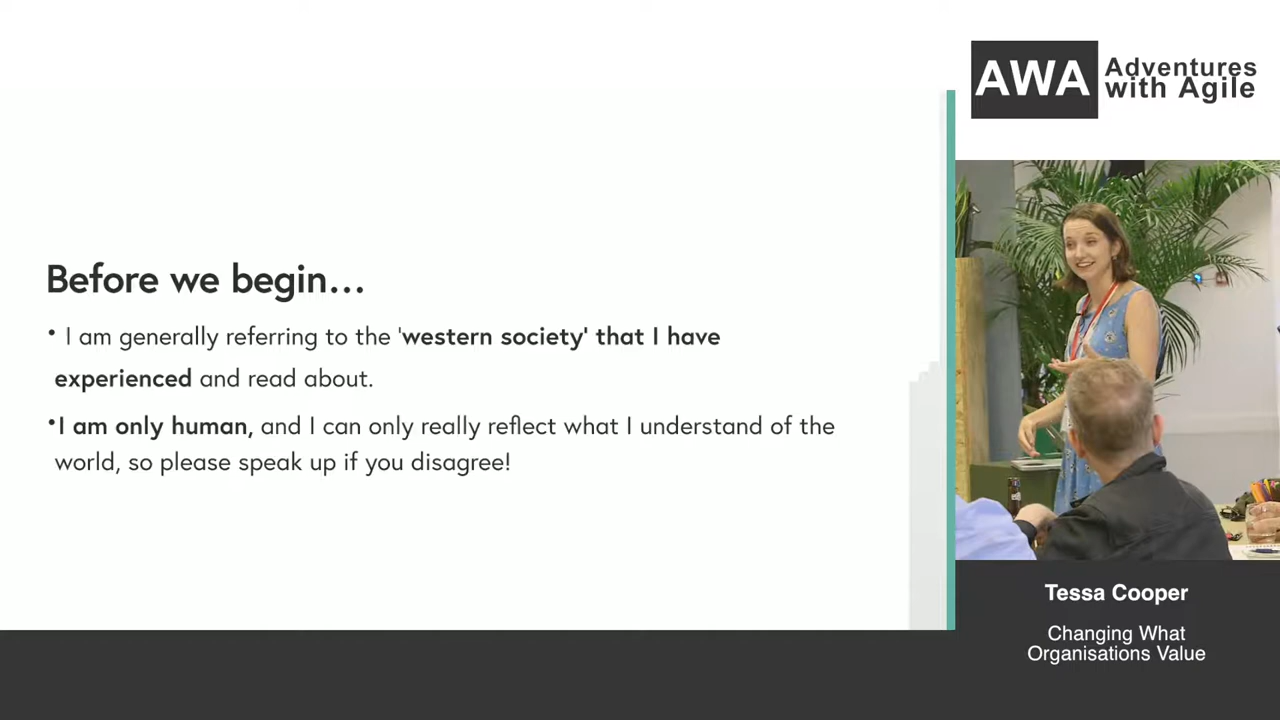 Before we begin...
• I am generally referring to the 'western society' that I have
experienced and read about.
•I am only human, and I can only really reflect what I understand of the
world, so please speak up if you disagree!
AWA Adventures
with Agile
Tessa Cooper
Changing What
Organisations Value